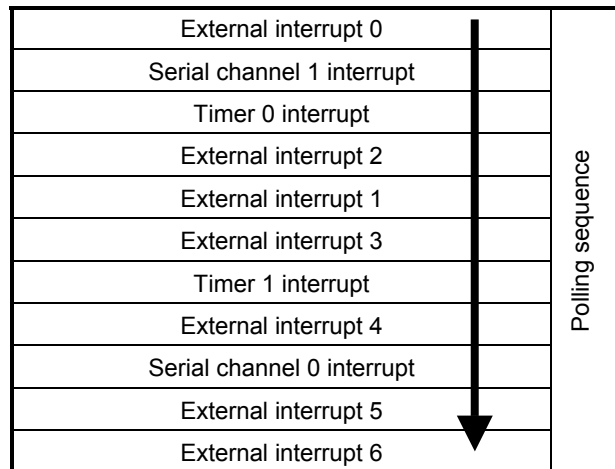 External interrupt 0
Serial channel 1 interrupt
Timer 0 interrupt
External interrupt 2
External interrupt 1
External interrupt 3
Timer 1 interrupt
External interrupt 4
Serial channel 0 interrupt
External interrupt 5
External interrupt 6
Polling sequence